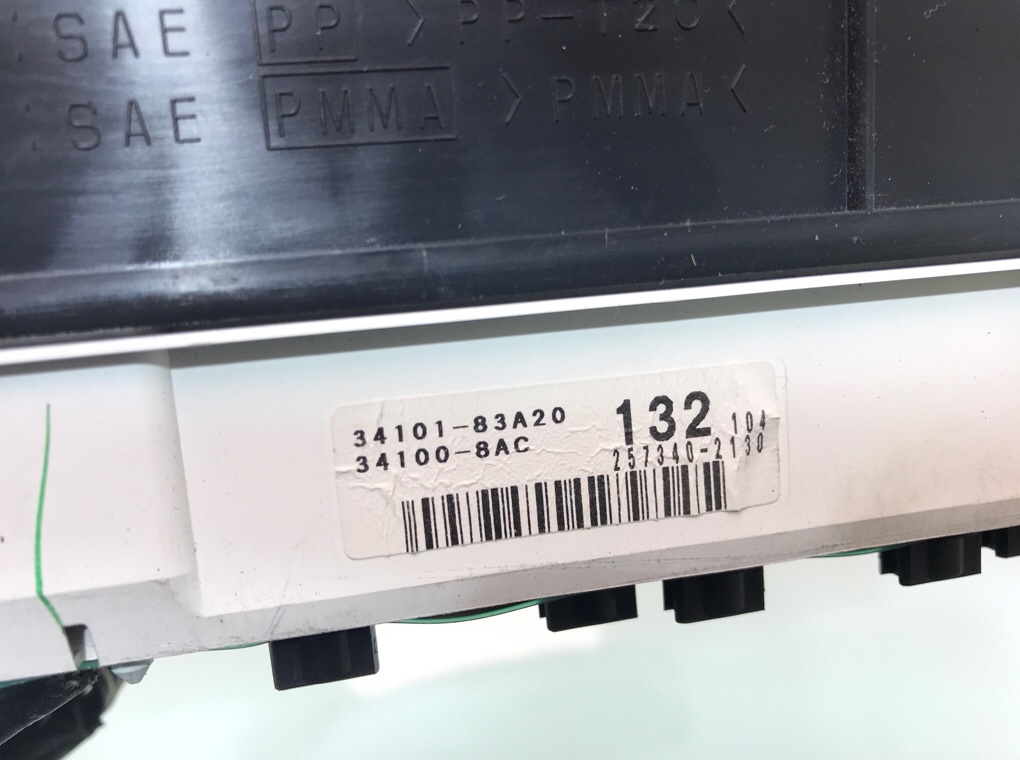 SAE PP >PP-T20<
SAE PMMA >PMMA<
34101-83A20 132 104
34100-8AC 257340-2130